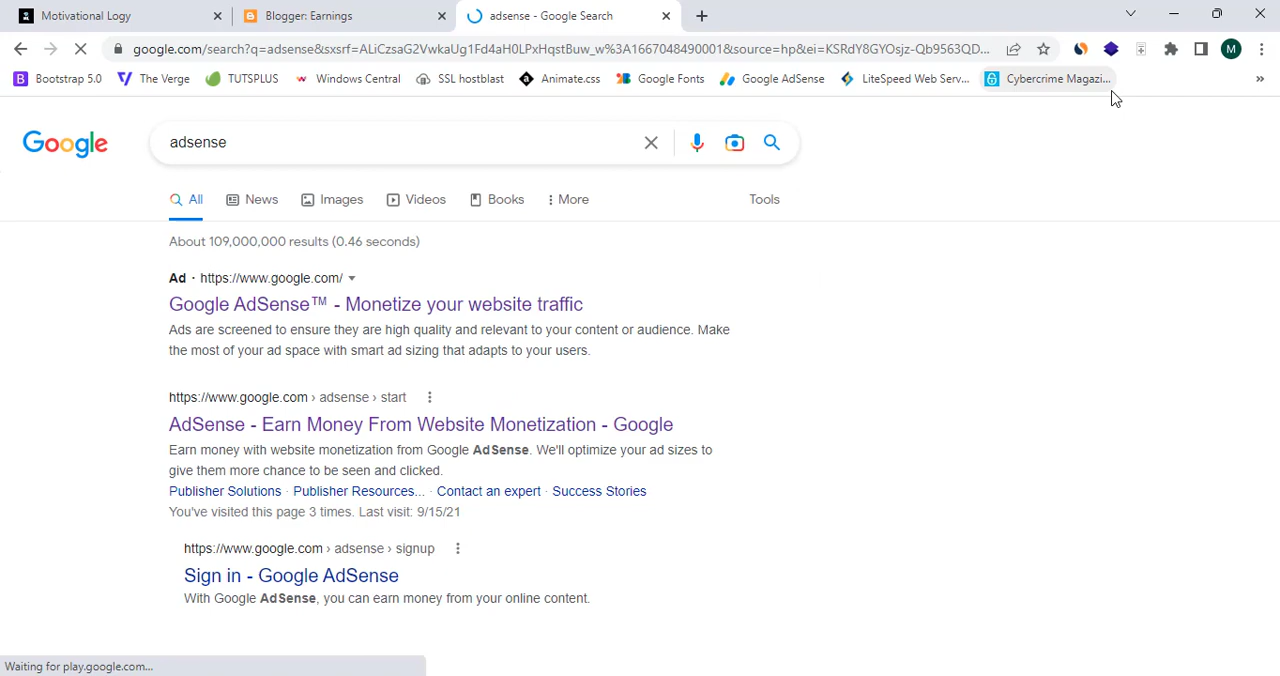 Motivational Logy
Blogger: Earnings
adsense - Google Search
google.com/search?q=adsense&sxsrf=ALiCzsaG2VwkaUg1Fd4aH0LPxHqstBuw_w%3A1667048490001&source=hp&ei=KSRdY8GYOsjz-Qb9563QD...
M
B Bootstrap 5.0
The Verge
TUTSPLUS
w Windows Central
SSL hostblast
a Animate.css
Google Fonts
Google AdSense
LiteSpeed Web Serv...
Cybercrime Magazi...
»
Google
adsense
All
News
Images
Videos
Books
More
Tools
About 109,000,000 results (0.46 seconds)
Ad · https://www.google.com/
Google AdSense™ - Monetize your website traffic
Ads are screened to ensure they are high quality and relevant to your content or audience. Make
the most of your ad space with smart ad sizing that adapts to your users.
https://www.google.com › adsense › start
AdSense - Earn Money From Website Monetization - Google
Earn money with website monetization from Google AdSense. We'll optimize your ad sizes to
give them more chance to be seen and clicked.
Publisher Solutions · Publisher Resources... · Contact an expert · Success Stories
You've visited this page 3 times. Last visit: 9/15/21
https://www.google.com › adsense › signup
Sign in - Google AdSense
With Google AdSense, you can earn money from your online content.
Waiting for play.google.com...